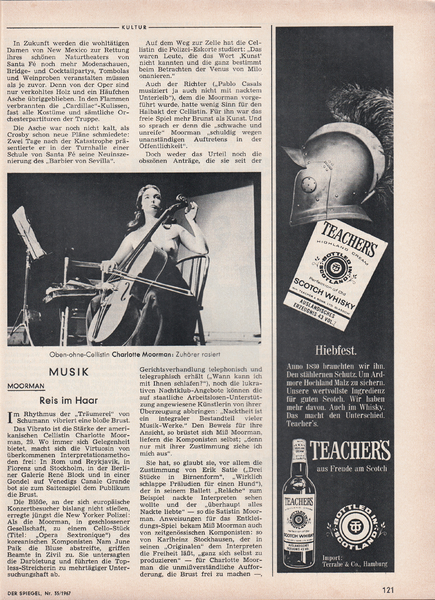 KULTUR
In Zukunft werden die wohltätigen
Damen von New Mexico zur Rettung
ihres schönen Naturtheaters von
Santa Fé noch mehr Modenschauen,
Bridge- und Cocktailpartys, Tombolas
und Weinproben veranstalten müssen
als je zuvor. Denn von der Oper sind
nur verkohltes Holz und ein Häuflein
Asche übriggeblieben. In den Flammen
verbrannten die "Cardillac"-Kulissen,
fast alle Kostüme und sämtliche Or-
chesterpartituren der Truppe.
Die Asche war noch nicht kalt, als
Crosby schon neue Pläne schmiedete:
Zwei Tage nach der Katastrophe prä-
sentierte er in der Turnhalle einer
Schule von Santa Fé seine Neuinsze-
nierung des „Barbier von Sevilla".
Auf dem Weg zur Zelle hat die Cel-
listin die Polizei-Eskorte studiert: „Das
waren Leute, die das Wort ‚Kunst'
nicht kannten und die ganz bestimmt
beim Betrachten der Venus von Milo
onanieren."
Auch der Richter („Pablo Casals
musiziert ja auch nicht mit nacktem
Unterleib"), dem die Moorman vorge-
führt wurde, hatte wenig Sinn für den
Halbakt der Cellistin. Für ihn war das
freie Spiel mehr Brunst als Kunst. Und
so sprach er denn die „schwache und
unreife" Moorman „schuldig wegen
unanständigen Auftretens in der
Öffentlichkeit".
Doch weder das Urteil noch die
obszönen Anträge, die sie seit der
Oben-ohne-Cellistin Charlotte Moorman: Zuhörer rasiert
MUSIK
MOORMAN
Reis im Haar
Im Rhythmus der „Träumerei" von
Schumann vibriert eine bloße Brust.
Das Vibrato ist die Stärke der ameri-
kanischen Cellistin Charlotte Moor-
man, 29. Wo immer sich Gelegenheit
bietet, macht sich die Virtuosin von
überkommenen Interpretationsmetho-
den frei: In Rom und Reykjavik, in
Florenz und Stockholm, in der Berli-
ner Galerie René Block und in einer
Gondel auf Venedigs Canale Grande
bot sie zum Saitenspiel dem Publikum
die Brust.
Die Blöße, an der sich europäische
Konzertbesucher bislang nicht stießen,
erregte jüngst die New Yorker Polizei:
Als die Moorman, in geschlossener
Gesellschaft, zu einem Cello-Stück
(Titel: „Opera Sextronique") des
koreanischen Komponisten Nam June
Paik die Bluse abstreifte, griffen
Beamte in Zivil zu. Sie untersagten
die Darbietung und führten die Top-
less-Streicherin zu mehrtägiger Unter-
suchungshaft ab.
Gerichtsverhandlung telephonisch und
telegraphisch erhält („Wann kann ich
mit Ihnen schlafen?"), noch die lukra-
tiven Nachtklub-Angebote können die
auf staatliche Arbeitslosen-Unterstüt-
zung angewiesene Künstlerin von ihrer
Überzeugung abbringen: „Nacktheit ist
ein integraler Bestandteil vieler
Musik-Werke." Den Beweis für ihre
Ansicht, so brüstet sich Miß Moorman,
liefern die Komponisten selbst; „denn
nur mit ihrer Zustimmung ziehe ich
mich aus".
Sie hat, so glaubt sie, vor allem die
Zustimmung von Erik Satie („Drei
Stücke in Birnenform", „Wirklich
schlappe Präludien für einen Hund"),
der in seinem Ballett „Relâche" zum
Beispiel nackte Interpreten sehen
wollte und der „überhaupt alles
Nackte liebte" — so die Satistin Moor-
man. Anweisungen für das Entklei-
dungs-Spiel bekam Miß Moorman auch
von zeitgenössischen Komponisten: so
von Karlheinz Stockhausen, der in
seinen „Originalen" dem Interpreten
die Freiheit läßt, „ganz sich selbst zu
produzieren" — für Charlotte Moor-
man die unmißverständliche Auffor-
derung, die Brust frei zu machen —,
TEACHER'S
HIGHLAND CREAM
BOTTLED IN SCOTLAND
Perfection of Old
SCOTCH WHISKY
AUSLÄNDISCHES
ERZEUGNIS 43 VOL.
Hiebfest.
Anno 1830 brauchten wir ihn.
Den stählernen Schutz. Um Ard-
more Hochland Malz zu sichern.
Unsere wertvollste Ingredienz
für guten Scotch. Wir haben
mehr davon. Auch im Whisky.
Das macht den Unterschied.
Teacher's.
TEACHER'S
aus Freude am Scotch
TEACHER'S
SCOTCH WHISKY
BOTTLED IN SCOTLAND
Import:
Terrabe & Co., Hamburg
DER SPIEGEL, Nr. 35/1967
121